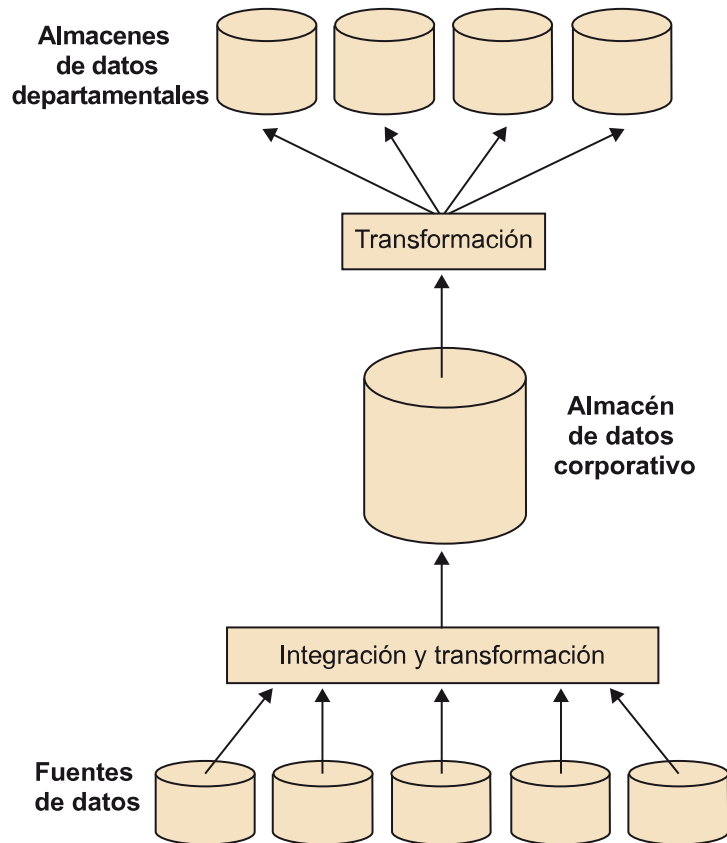 Almacenes
de datos
departamentales
Transformación
Almacén
de datos
corporativo
Integración y transformación
Fuentes
de datos